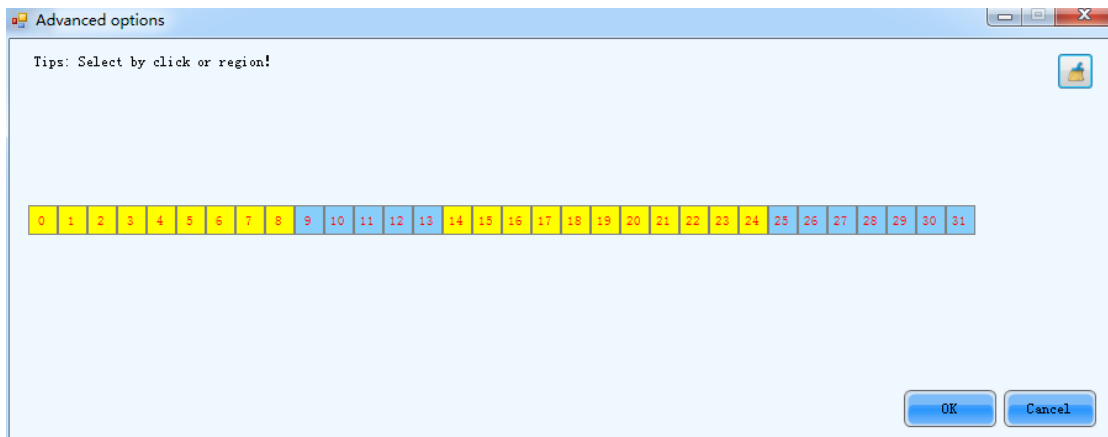 Advanced options
Tips: Select by click or region!
0 1 2 3 4 5 6 7 8 9 10 11 12 13 14 15 16 17 18 19 20 21 22 23 24 25 26 27 28 29 30 31
OK Cancel